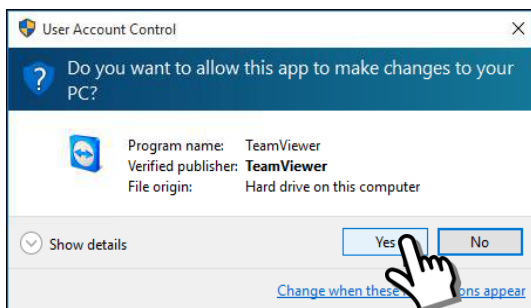 User Account Control
Do you want to allow this app to make changes to your
PC?
Program name: TeamViewer
Verified publisher: TeamViewer
File origin: Hard drive on this computer
Show details
Yes
No
Change when these ons appear